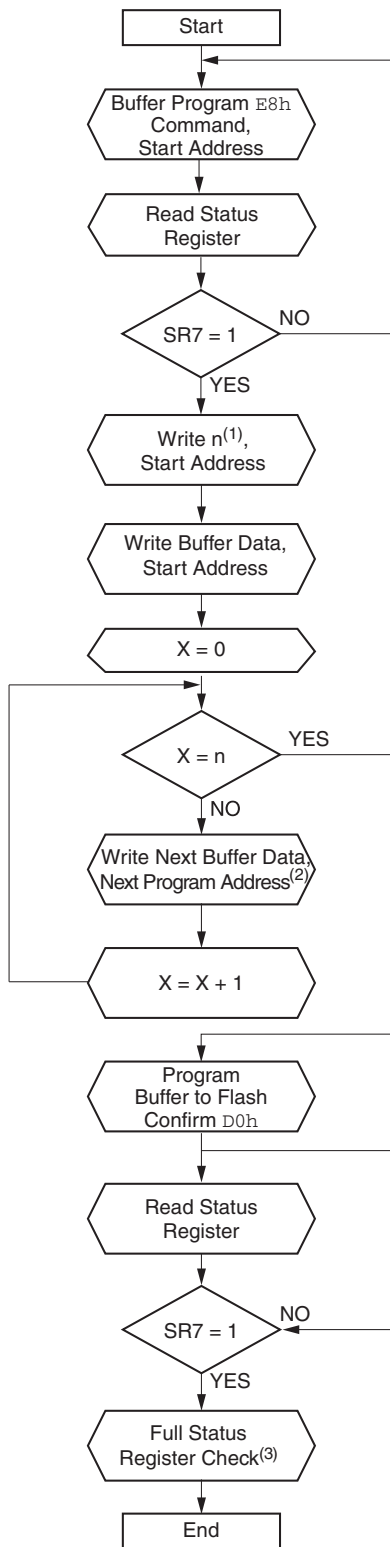 Start
Buffer Program E8h
Command,
Start Address
Read Status
Register
SR7 = 1
NO
YES
Write n(1),
Start Address
Write Buffer Data,
Start Address
X = 0
X = n
YES
NO
Write Next Buffer Data,
Next Program Address(2)
X = X + 1
Program
Buffer to Flash
Confirm D0h
Read Status
Register
SR7 = 1
NO
YES
Full Status
Register Check(3)
End